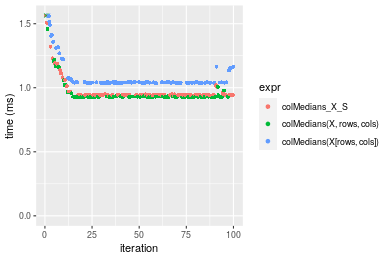 1.5
1.0
0.5
0.0
time (ms)
0
25
50
75
100
iteration
expr
colMedians_X_S
colMedians(X, rows, cols)
colMedians(X[rows, cols])